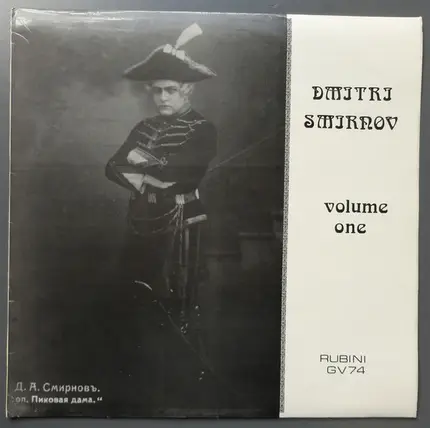 DMITRI
SMIRNOV
volume
one
RUBINI
GV74
Д. А. Смирновъ.
оп. Пиковая дама."